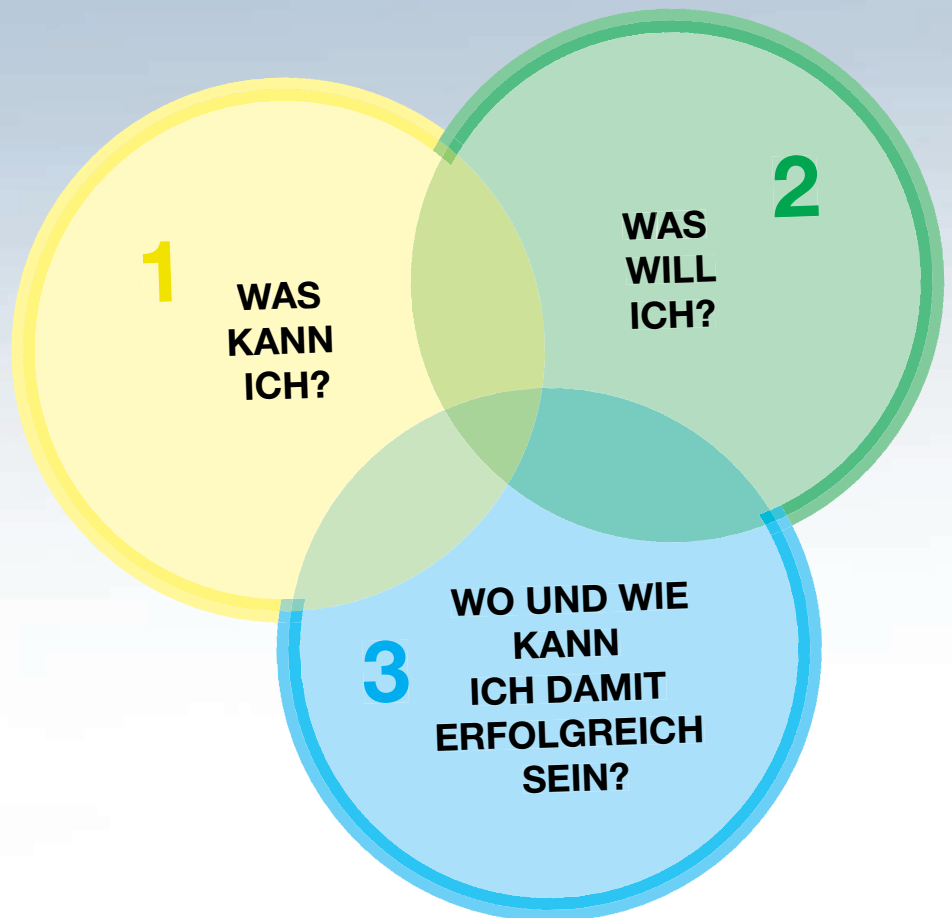 1
WAS
KANN
ICH?
2
WAS
WILL
ICH?
3
WO UND WIE
KANN
ICH DAMIT
ERFOLGREICH
SEIN?